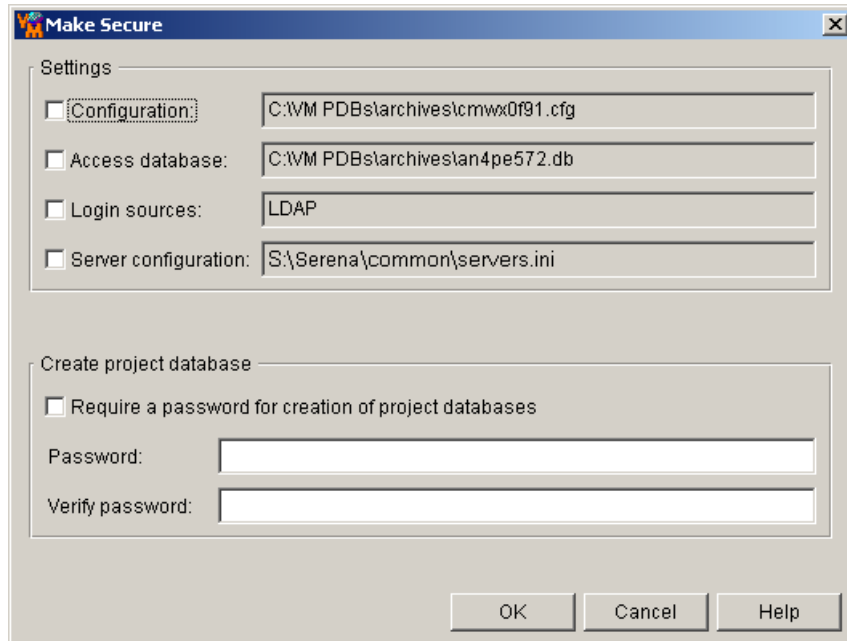 VM Make Secure
Settings
Configuration: C:\VM PDBs\archives\cmwx0f91.cfg
Access database: C:\VM PDBs\archives\an4pe572.db
Login sources: LDAP
Server configuration: S:\Serena\common\servers.ini
Create project database
Require a password for creation of project databases
Password:
Verify password:
OK Cancel Help